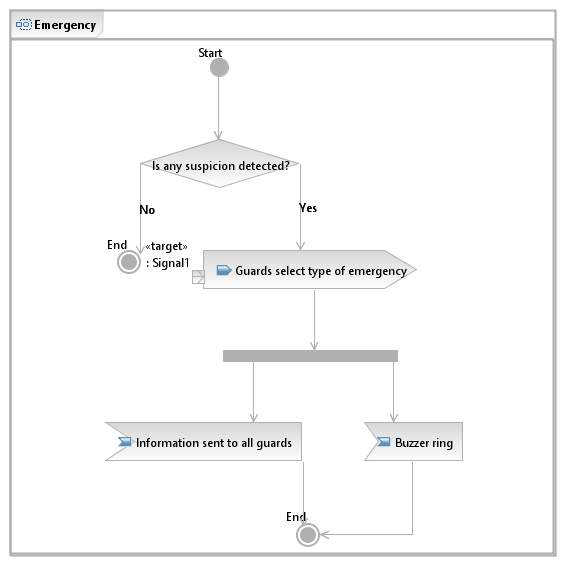 Emergency
Start
Is any suspicion detected?
No
Yes
End
«target»
: Signal1
Guards select type of emergency
Information sent to all guards
Buzzer ring
End